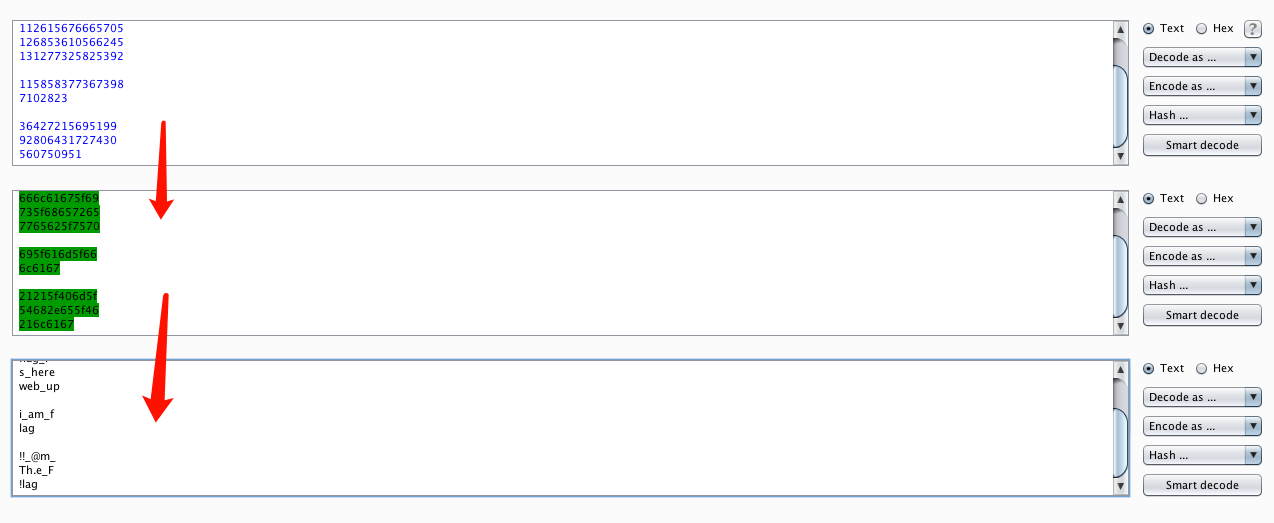 112615676665705
126853610566245
131277325825392
115858377367398
7102823
36427215695199
92806431727430
560750951
Text Hex ?
Decode as ...
Encode as ...
Hash ...
Smart decode
666c61675f69
735f68657265
7765625f7570
695f616d5f66
6c6167
21215f406d5f
54682e655f46
216c6167
Text Hex
Decode as ...
Encode as ...
Hash ...
Smart decode
s_here
web_up
i_am_f
lag
!!_@m_
Th.e_F
!lag
Text Hex
Decode as ...
Encode as ...
Hash ...
Smart decode